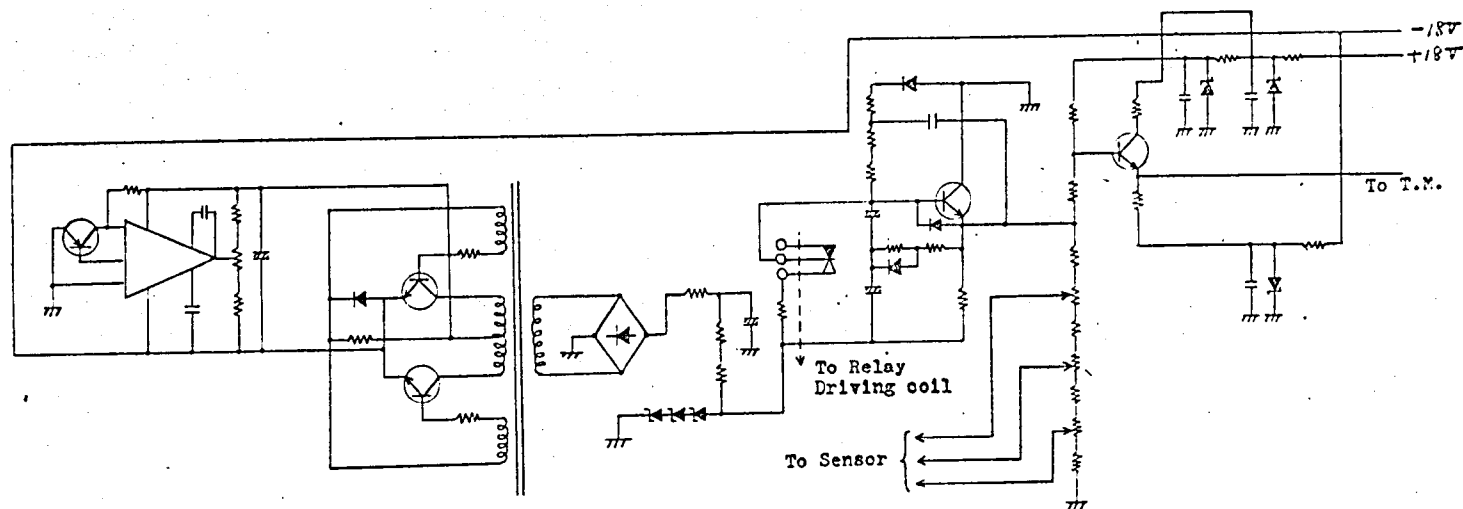 -18V
+18V
To T.M.
To Relay
Driving coil
To Sensor